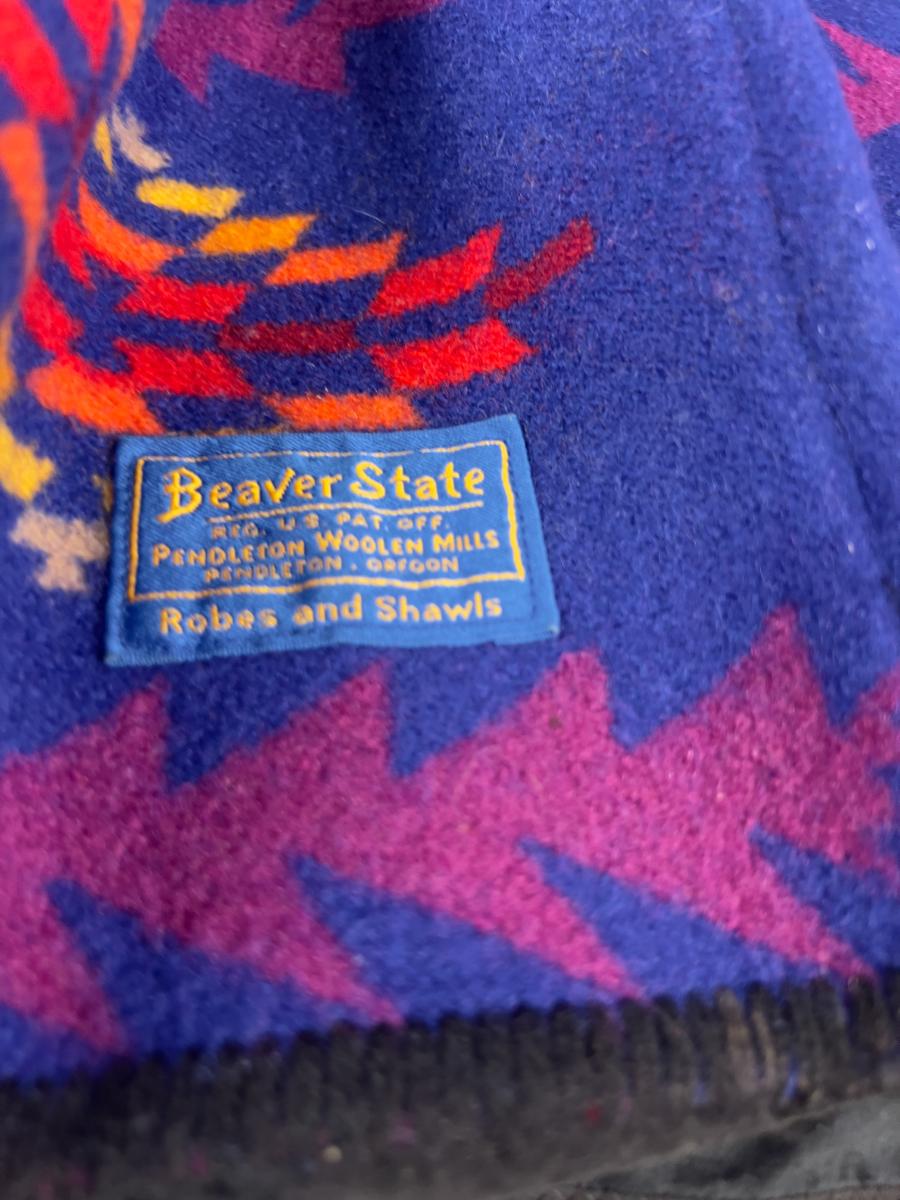 Beaver State
REG. U.S. PAT. OFF.
PENDLETON WOOLEN MILLS
PENDLETON . OREGON
Robes and Shawls